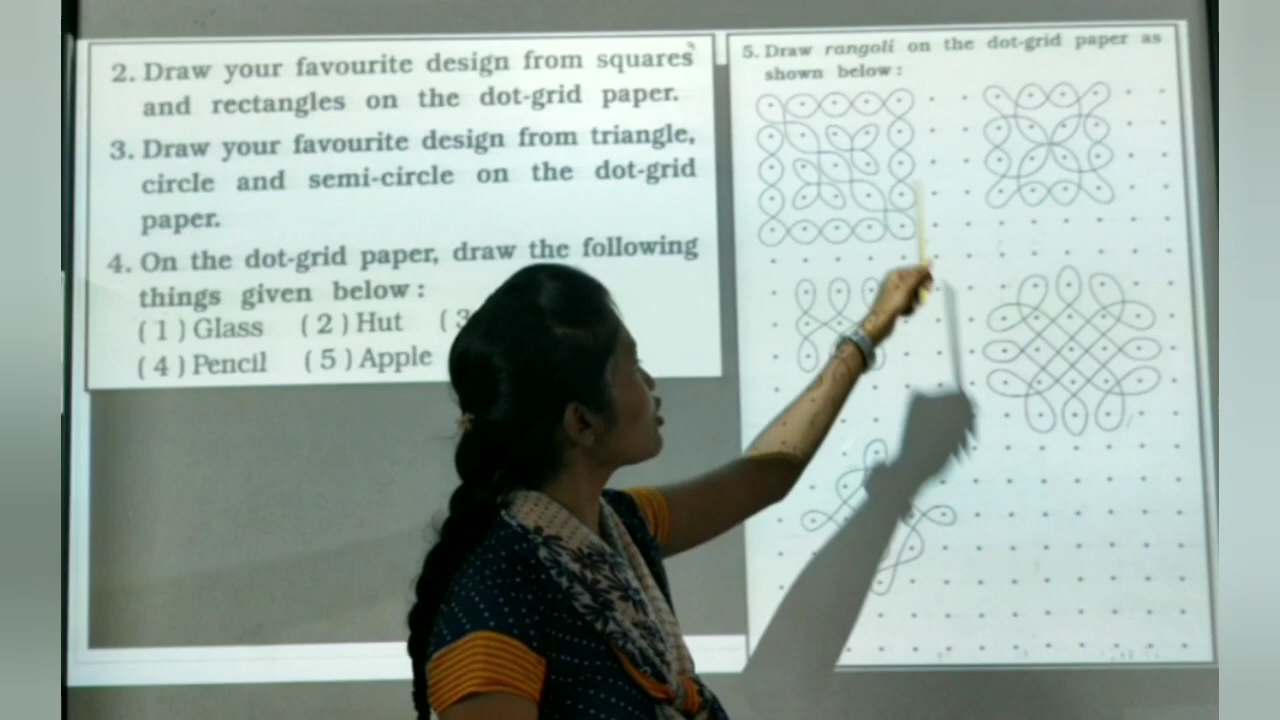 2. Draw your favourite design from squares
and rectangles on the dot-grid paper.
3. Draw your favourite design from triangle,
circle and semi-circle on the dot-grid
paper.
4. On the dot-grid paper, draw the following
things given below :
( 1 ) Glass ( 2 ) Hut ( 3
( 4 ) Pencil ( 5 ) Apple
5. Draw rangoli on the dot-grid paper as
shown below :